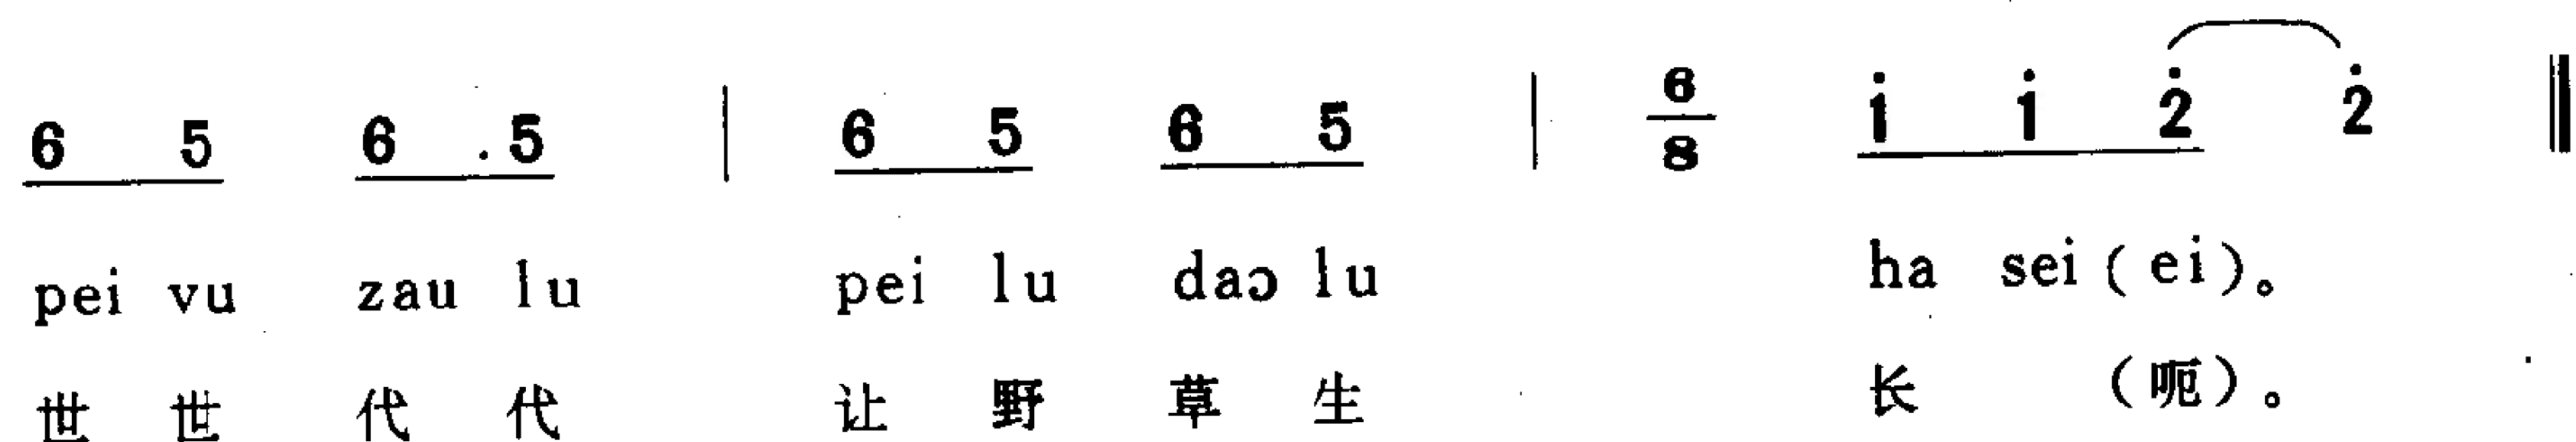 6 5 6 5 | 6 5 6 5 | 6/8 i̇ i̇ 2̇ 2̇ ‖
pei vu zau lu pei lu daɔ lu ha sei(ei)。
世 世 代 代 让 野 草 生 长 (呃)。